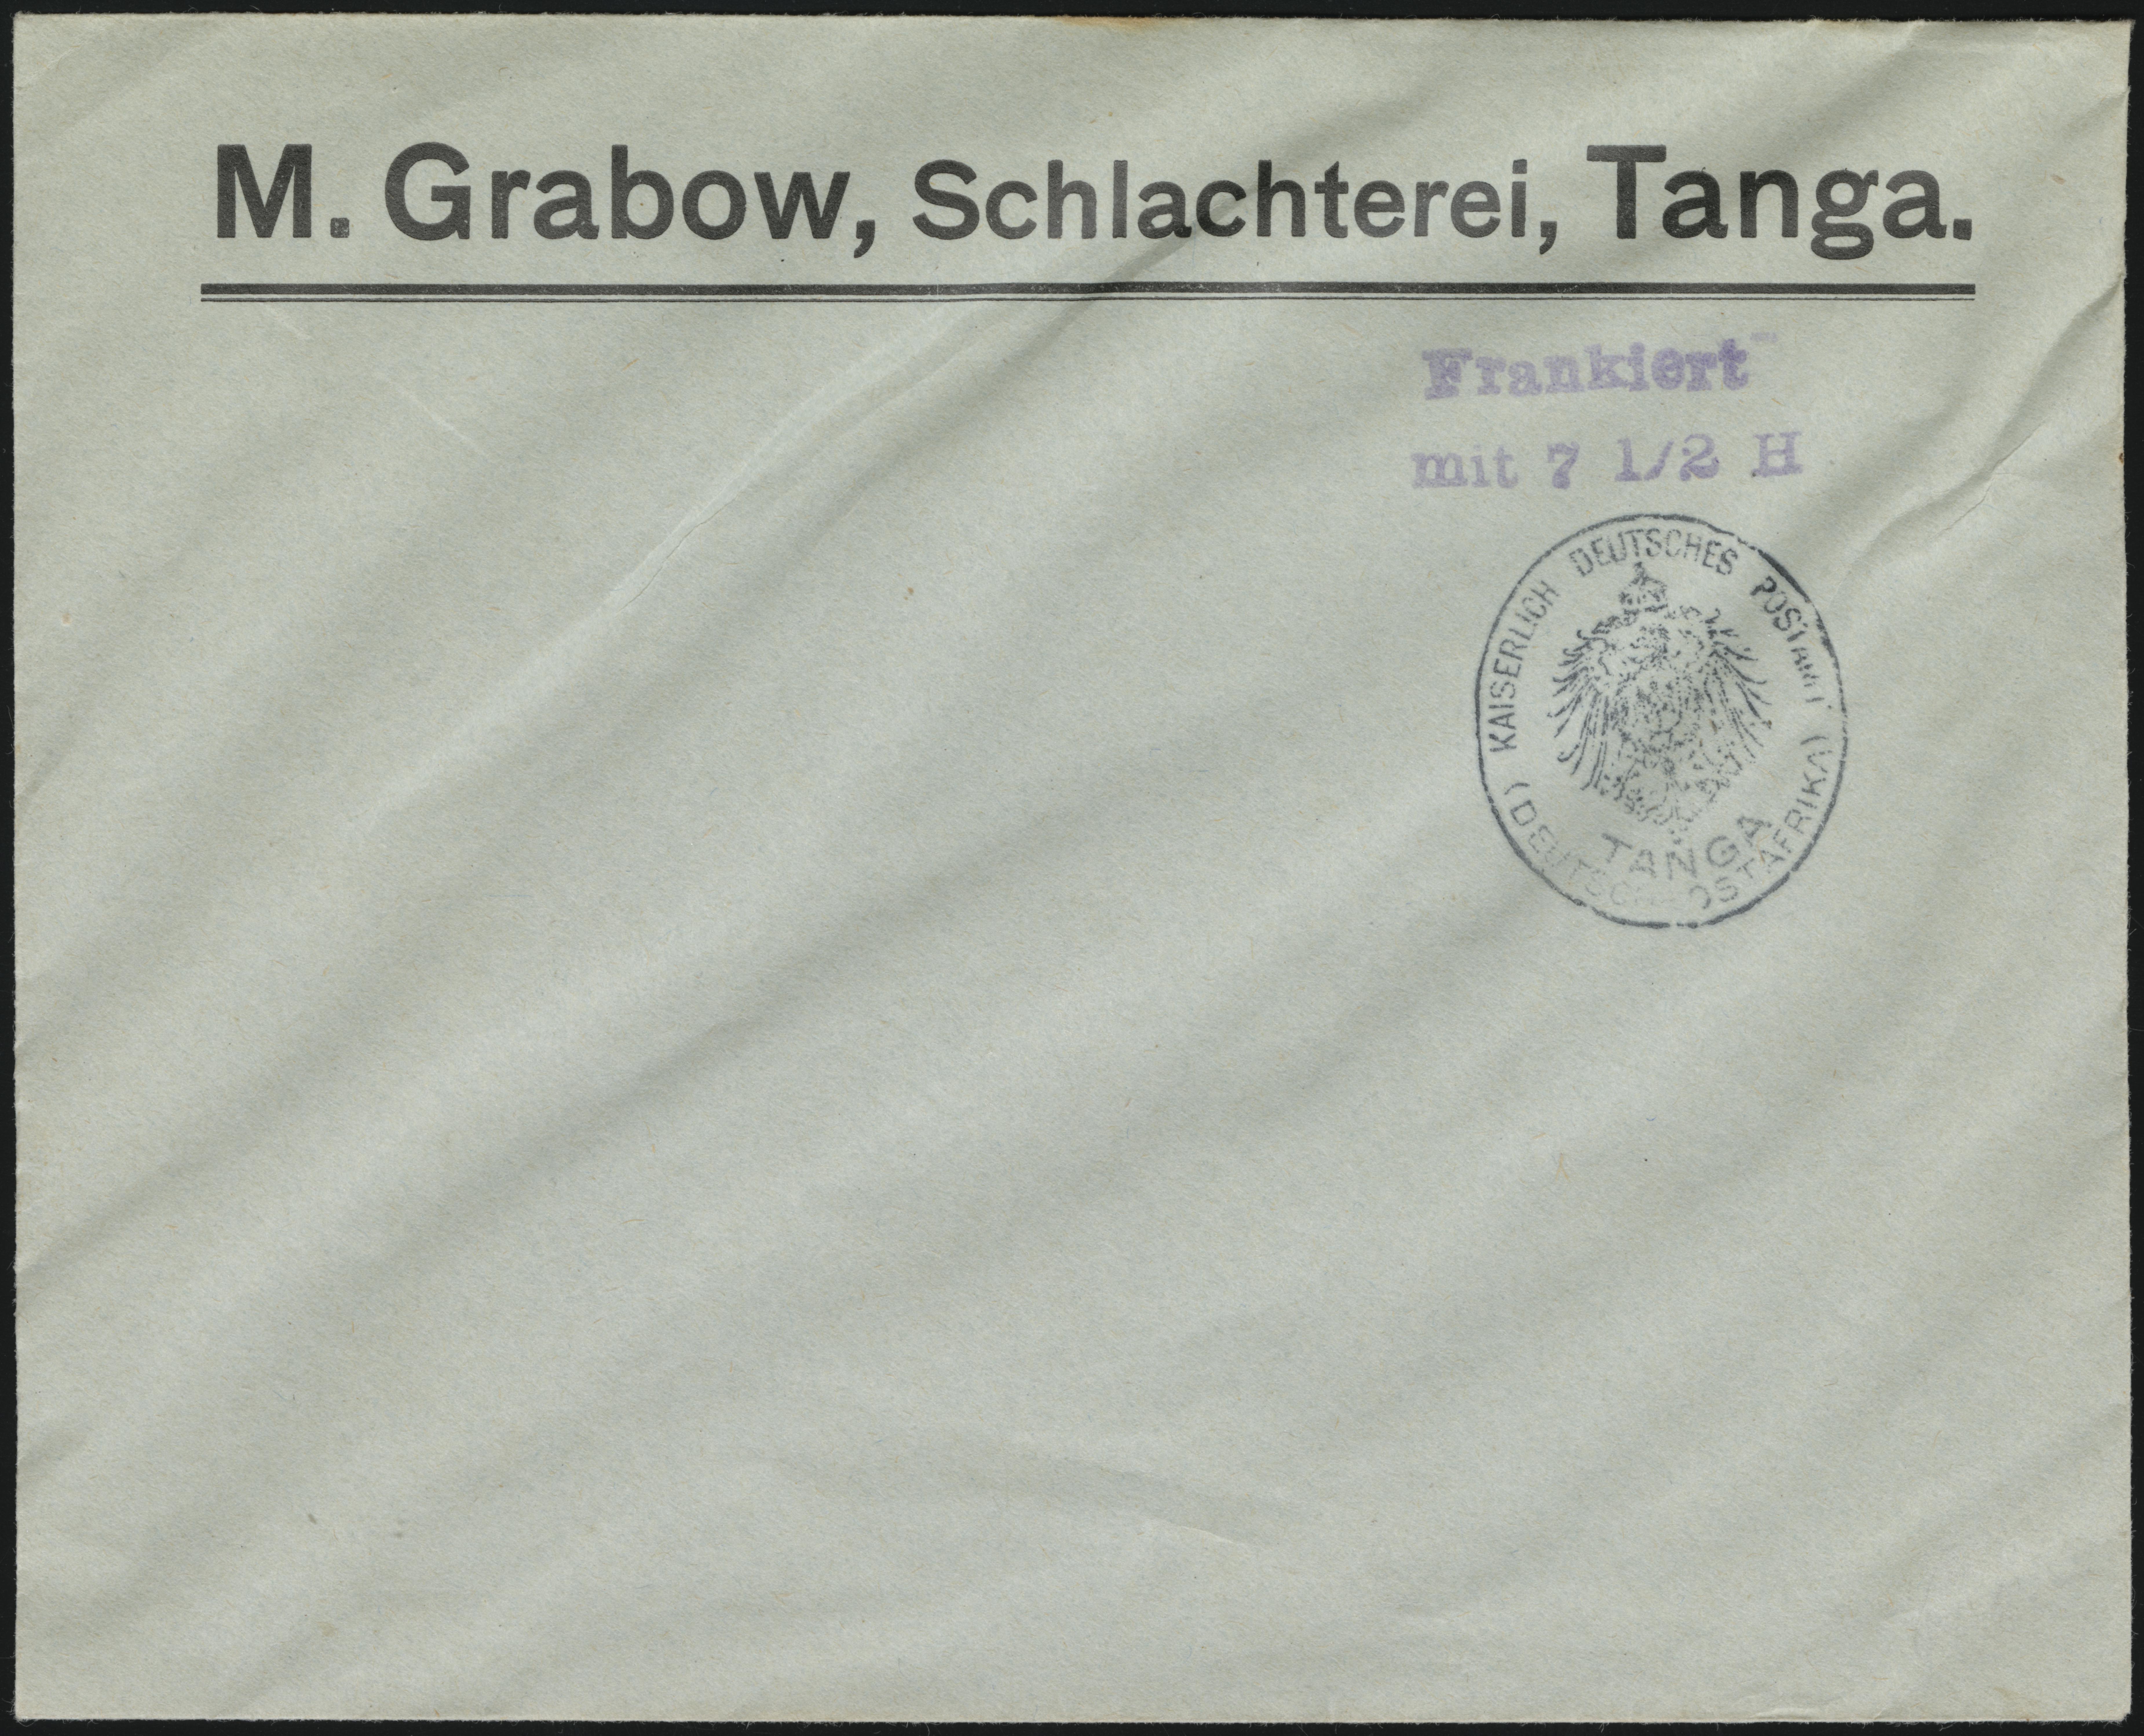 M. Grabow, Schlachterei, Tanga.
Frankiert
mit 7 1/2 H
KAISERLICH DEUTSCHES POSTAMT
TANGA
(DEUTSCH-OSTAFRIKA)